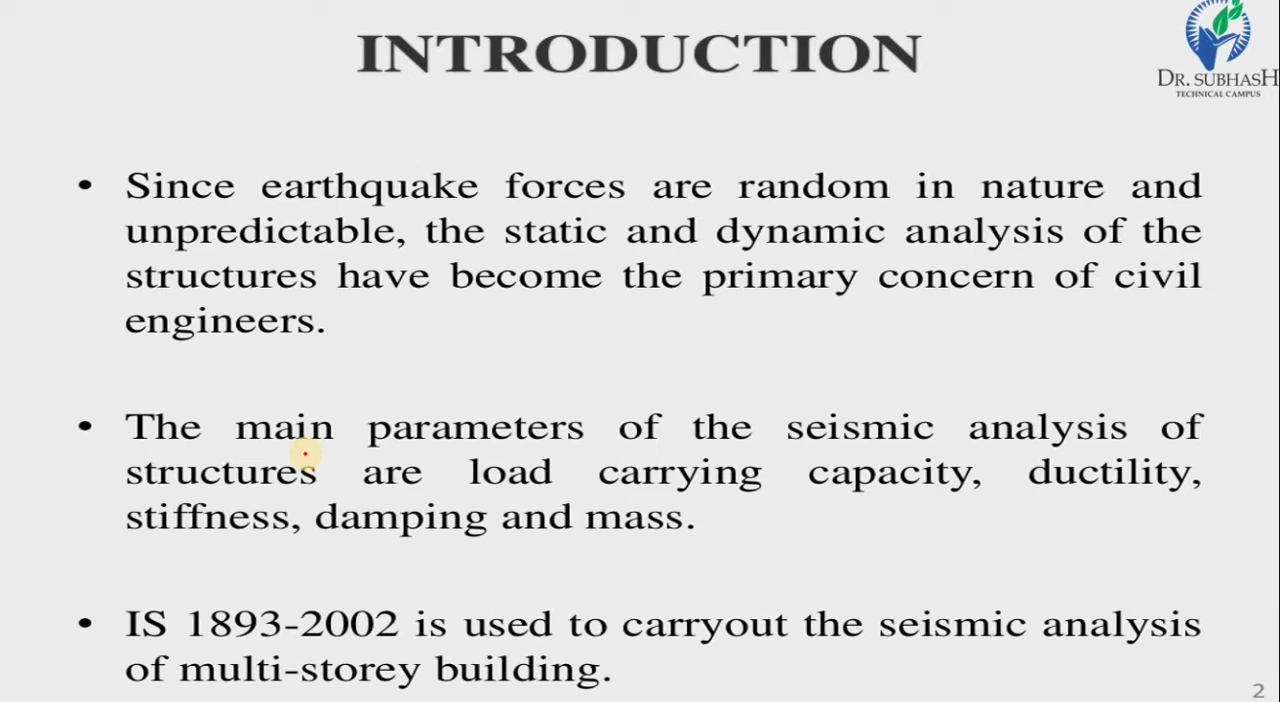 INTRODUCTION
DR. SUBHASH
TECHNICAL CAMPUS
• Since earthquake forces are random in nature and
unpredictable, the static and dynamic analysis of the
structures have become the primary concern of civil
engineers.
• The main parameters of the seismic analysis of
structures are load carrying capacity, ductility,
stiffness, damping and mass.
• IS 1893-2002 is used to carryout the seismic analysis
of multi-storey building.
2